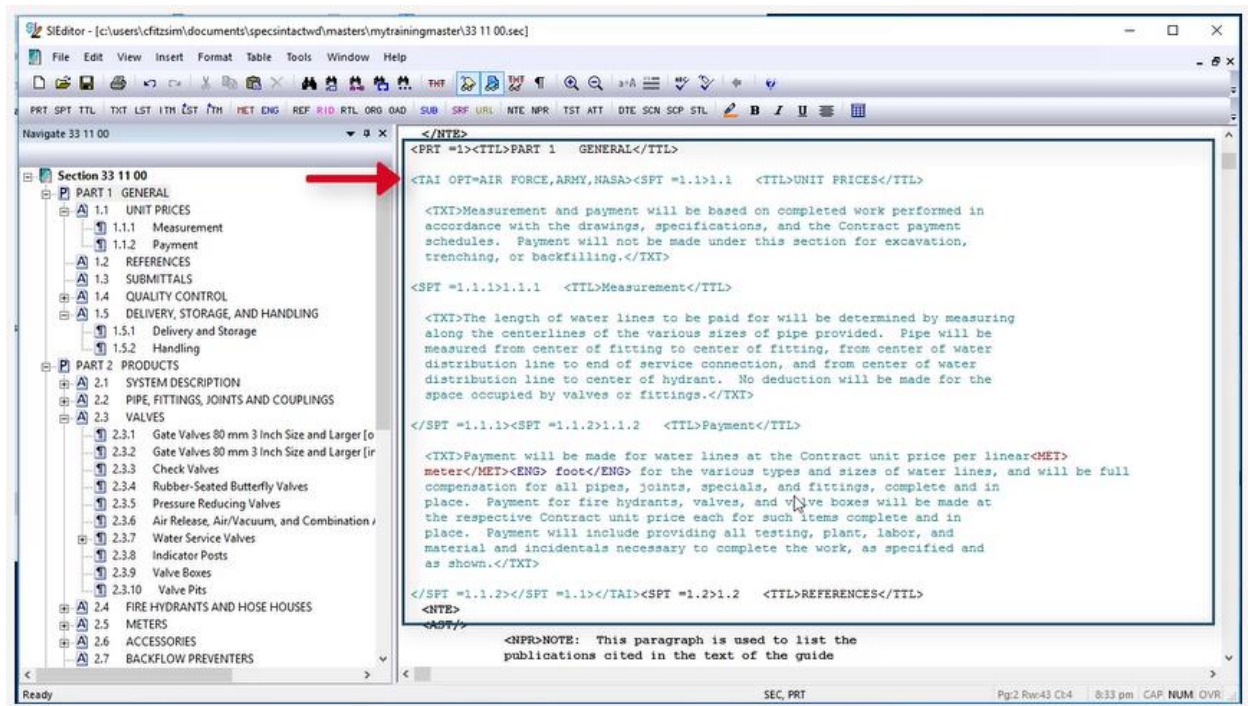 SIEditor - [c:\users\cfitzsim\documents\specsintactwd\masters\mytrainingmaster\33 11 00.sec]
File Edit View Insert Format Table Tools Window Help
THT
PRT SPT TTL TXT LST ITM LST ITM MET ENG REF RID RTL ORG OAD SUB SRF URL NTE NPR TST ATT DTE SCN SCP STL B I U
Navigate 33 11 00
Section 33 11 00
PART 1 GENERAL
1.1 UNIT PRICES
1.1.1 Measurement
1.1.2 Payment
1.2 REFERENCES
1.3 SUBMITTALS
1.4 QUALITY CONTROL
1.5 DELIVERY, STORAGE, AND HANDLING
1.5.1 Delivery and Storage
1.5.2 Handling
PART 2 PRODUCTS
2.1 SYSTEM DESCRIPTION
2.2 PIPE, FITTINGS, JOINTS AND COUPLINGS
2.3 VALVES
2.3.1 Gate Valves 80 mm 3 Inch Size and Larger [o
2.3.2 Gate Valves 80 mm 3 Inch Size and Larger [ir
2.3.3 Check Valves
2.3.4 Rubber-Seated Butterfly Valves
2.3.5 Pressure Reducing Valves
2.3.6 Air Release, Air/Vacuum, and Combination
2.3.7 Water Service Valves
2.3.8 Indicator Posts
2.3.9 Valve Boxes
2.3.10 Valve Pits
2.4 FIRE HYDRANTS AND HOSE HOUSES
2.5 METERS
2.6 ACCESSORIES
2.7 BACKFLOW PREVENTERS
</NTE>
<PRT =1><TTL>PART 1 GENERAL</TTL>
<TAI OPT=AIR FORCE,ARMY,NASA><SPT =1.1>1.1 <TTL>UNIT PRICES</TTL>
<TXT>Measurement and payment will be based on completed work performed in
accordance with the drawings, specifications, and the Contract payment
schedules. Payment will not be made under this section for excavation,
trenching, or backfilling.</TXT>
<SPT =1.1.1>1.1.1 <TTL>Measurement</TTL>
<TXT>The length of water lines to be paid for will be determined by measuring
along the centerlines of the various sizes of pipe provided. Pipe will be
measured from center of fitting to center of fitting, from center of water
distribution line to end of service connection, and from center of water
distribution line to center of hydrant. No deduction will be made for the
space occupied by valves or fittings.</TXT>
</SPT =1.1.1><SPT =1.1.2>1.1.2 <TTL>Payment</TTL>
<TXT>Payment will be made for water lines at the Contract unit price per linear<MET>
meter</MET><ENG> foot</ENG> for the various types and sizes of water lines, and will be full
compensation for all pipes, joints, specials, and fittings, complete and in
place. Payment for fire hydrants, valves, and valve boxes will be made at
the respective Contract unit price each for such items complete and in
place. Payment will include providing all testing, plant, labor, and
material and incidentals necessary to complete the work, as specified and
as shown.</TXT>
</SPT =1.1.2></SPT =1.1></TAI><SPT =1.2>1.2 <TTL>REFERENCES</TTL>
<NTE>
<AST/>
<NPR>NOTE: This paragraph is used to list the
publications cited in the text of the guide
Ready
SEC, PRT
Pg:2 Rw:43 Cl:4 8:33 pm CAP NUM OVR